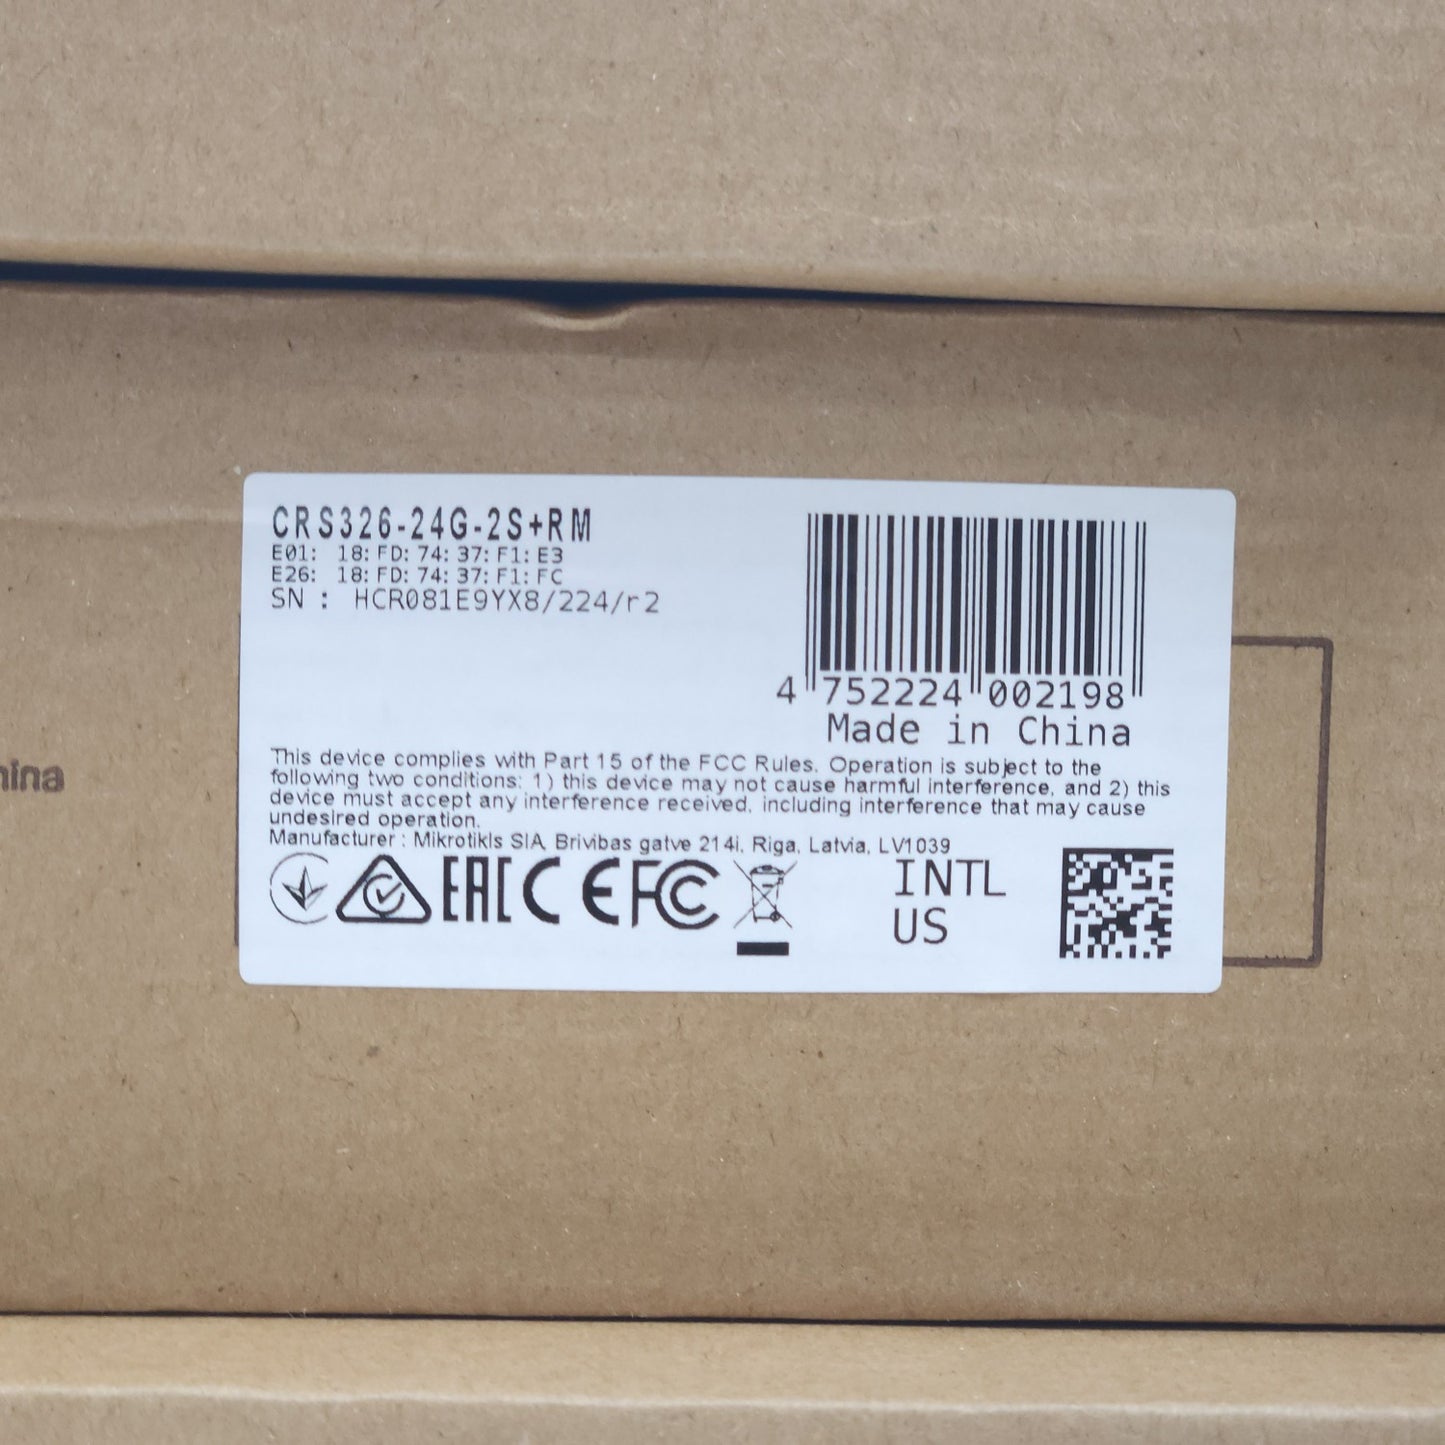 CRS326-24G-2S+RM
E01: 18:FD:74:37:F1:E3
E26: 18:FD:74:37:F1:FC
SN : HCR081E9YX8/224/r2
4 752224 002198
Made in China
This device complies with Part 15 of the FCC Rules. Operation is subject to the
following two conditions: 1) this device may not cause harmful interference, and 2) this
device must accept any interference received, including interference that may cause
undesired operation.
Manufacturer : Mikrotikls SIA, Brivibas gatve 214i, Riga, Latvia, LV1039
EAC CE FC
INTL
US